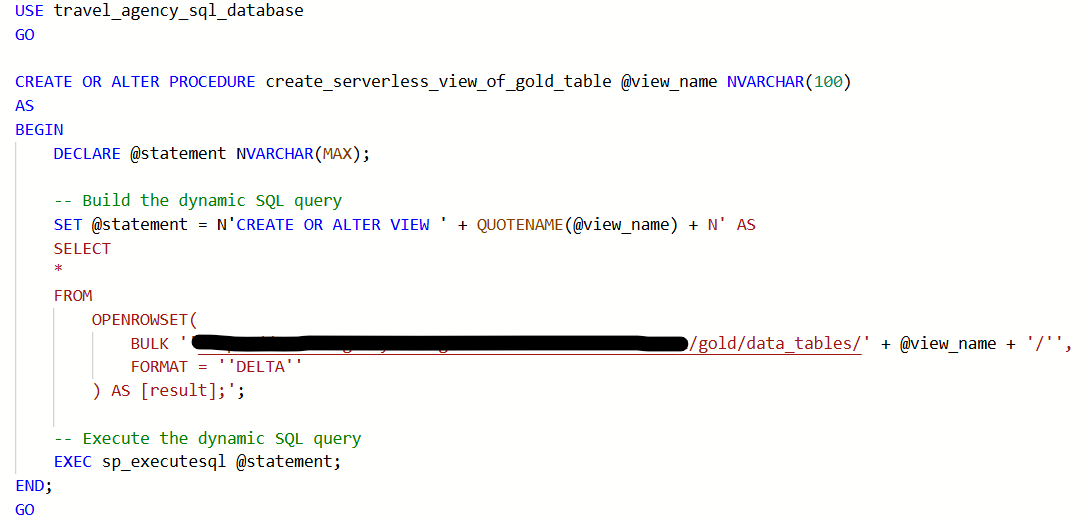 USE travel_agency_sql_database
GO
CREATE OR ALTER PROCEDURE create_serverless_view_of_gold_table @view_name NVARCHAR(100)
AS
BEGIN
DECLARE @statement NVARCHAR(MAX);
-- Build the dynamic SQL query
SET @statement = N'CREATE OR ALTER VIEW ' + QUOTENAME(@view_name) + N' AS
SELECT
*
FROM
OPENROWSET(
BULK ' /gold/data_tables/' + @view_name + '/'',
FORMAT = ''DELTA''
) AS [result];';
-- Execute the dynamic SQL query
EXEC sp_executesql @statement;
END;
GO